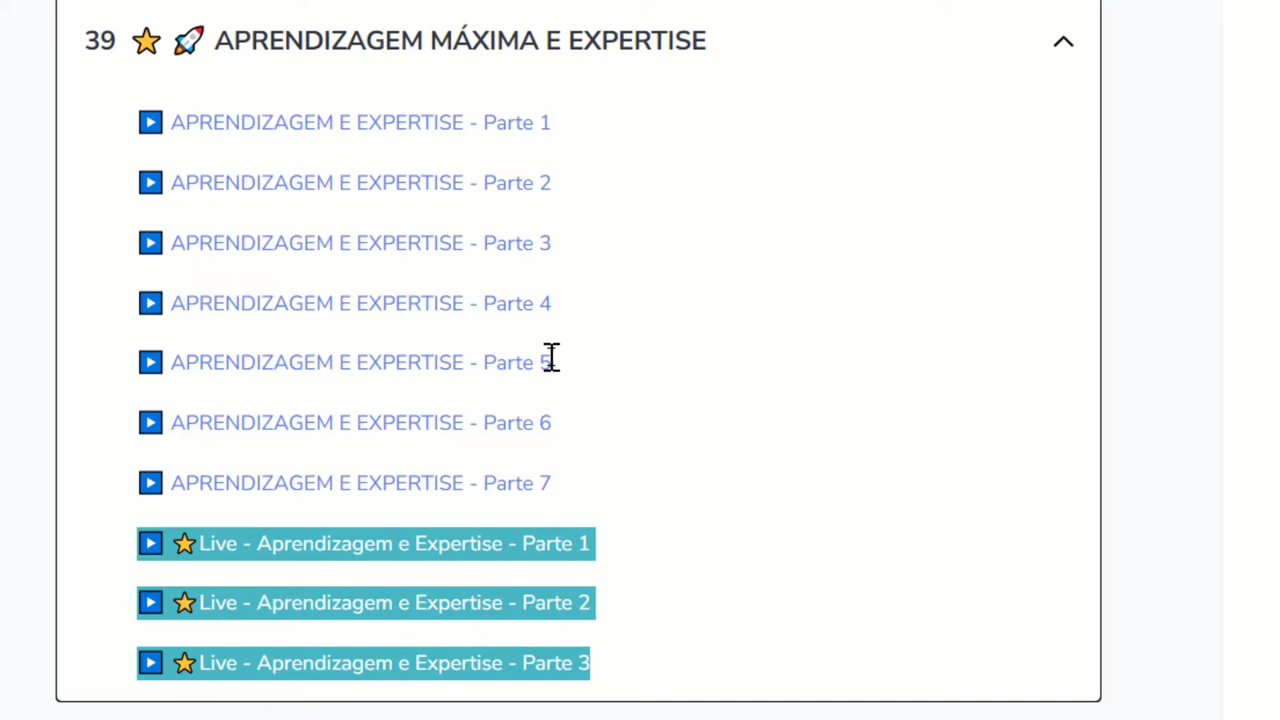 39 ⭐ 🚀 APRENDIZAGEM MÁXIMA E EXPERTISE
APRENDIZAGEM E EXPERTISE - Parte 1
APRENDIZAGEM E EXPERTISE - Parte 2
APRENDIZAGEM E EXPERTISE - Parte 3
APRENDIZAGEM E EXPERTISE - Parte 4
APRENDIZAGEM E EXPERTISE - Parte 5
APRENDIZAGEM E EXPERTISE - Parte 6
APRENDIZAGEM E EXPERTISE - Parte 7
⭐Live - Aprendizagem e Expertise - Parte 1
⭐Live - Aprendizagem e Expertise - Parte 2
⭐Live - Aprendizagem e Expertise - Parte 3